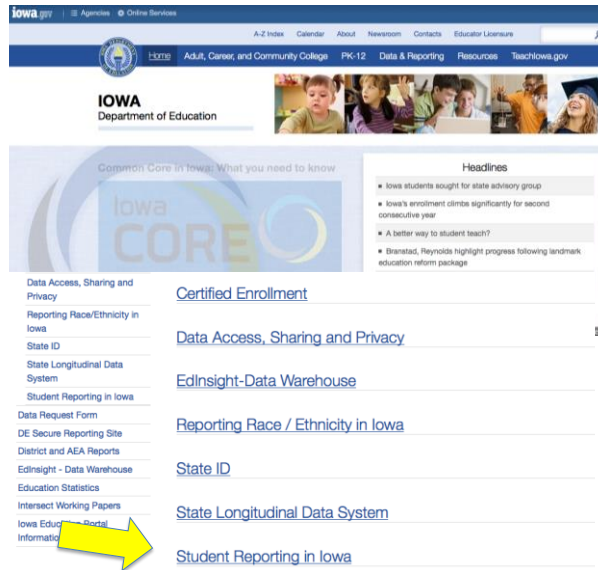 iowa.gov Agencies Online Services
A-Z Index Calendar About Newsroom Contacts Educator Licensure
Home Adult, Career, and Community College PK-12 Data & Reporting Resources TeachIowa.gov
IOWA
Department of Education
Common Core in Iowa: What you need to know
Iowa
CORE
Headlines
Iowa students sought for state advisory group
Iowa's enrollment climbs significantly for second
consecutive year
A better way to student teach?
Branstad, Reynolds highlight progress following landmark
education reform package
Data Access, Sharing and
Privacy
Reporting Race/Ethnicity in
Iowa
State ID
State Longitudinal Data
System
Student Reporting in Iowa
Data Request Form
DE Secure Reporting Site
District and AEA Reports
EdInsight - Data Warehouse
Education Statistics
Intersect Working Papers
Iowa Portal
Certified Enrollment
Data Access, Sharing and Privacy
EdInsight-Data Warehouse
Reporting Race / Ethnicity in Iowa
State ID
State Longitudinal Data System
Student Reporting in Iowa